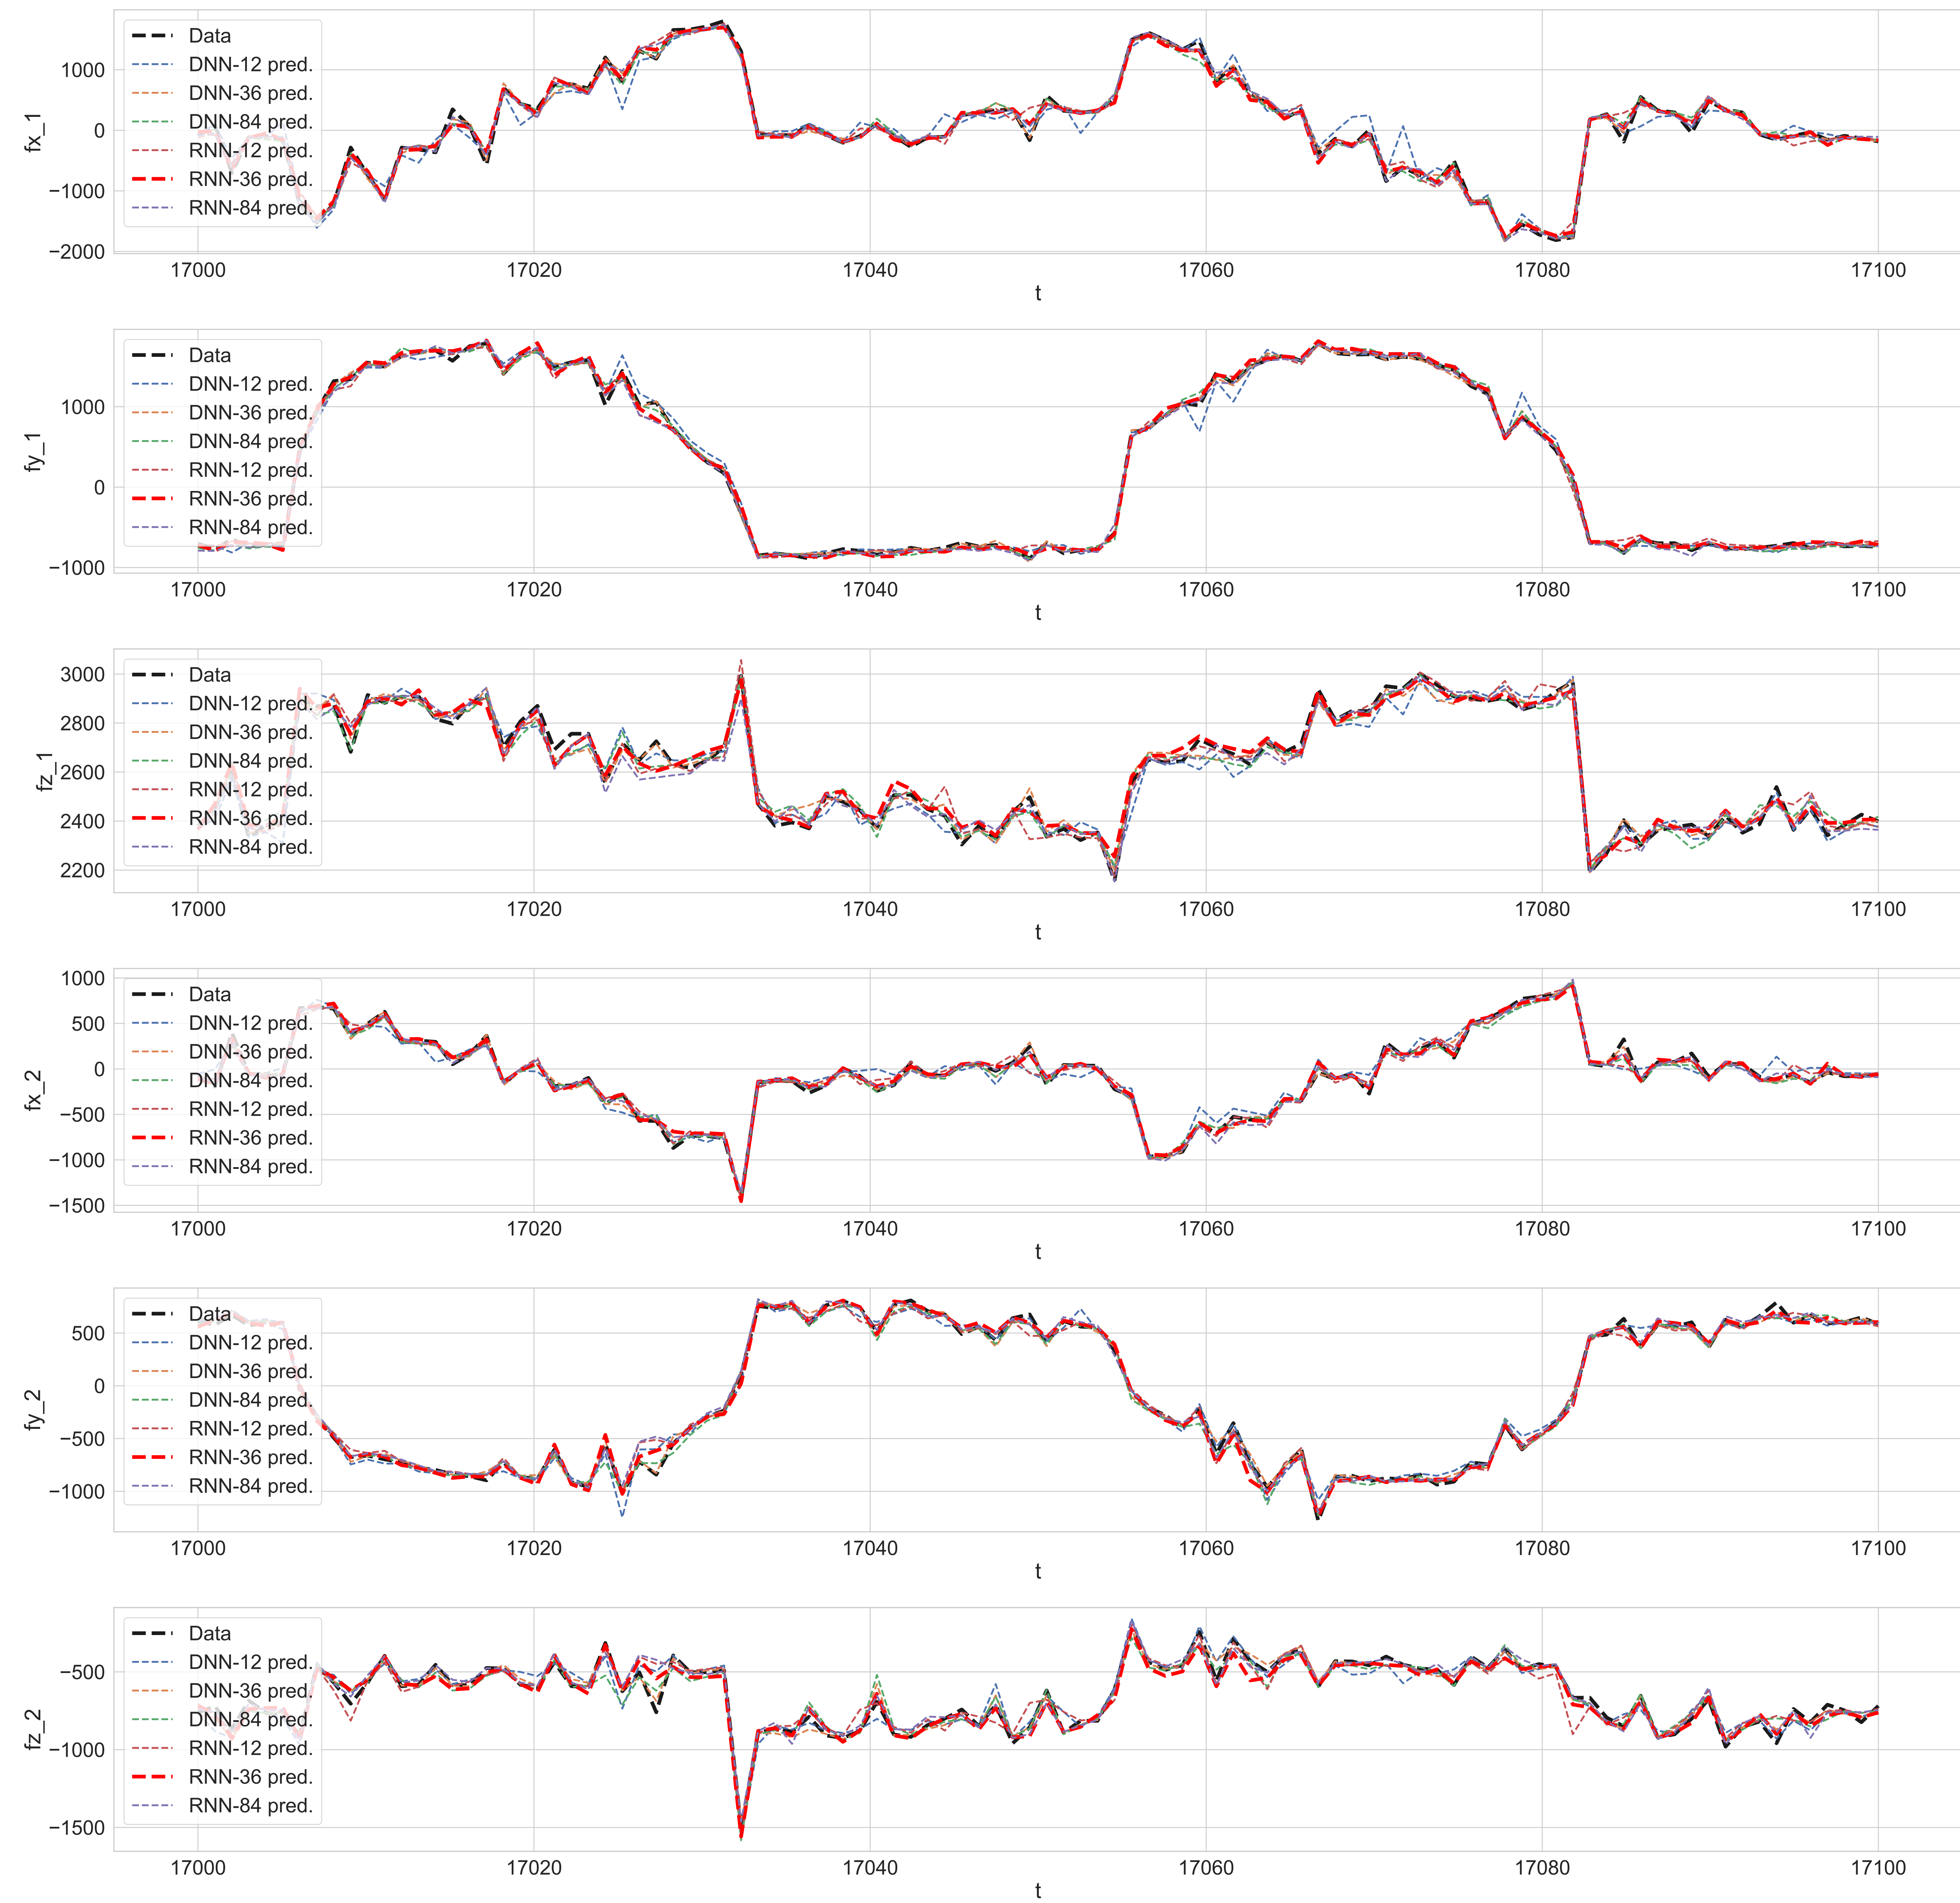 fx_1
1000
0
−1000
−2000
Data
DNN-12 pred.
DNN-36 pred.
DNN-84 pred.
RNN-12 pred.
RNN-36 pred.
RNN-84 pred.
17000 17020 17040 17060 17080 17100
t
fy_1
1000
0
−1000
Data
DNN-12 pred.
DNN-36 pred.
DNN-84 pred.
RNN-12 pred.
RNN-36 pred.
RNN-84 pred.
17000 17020 17040 17060 17080 17100
t
fz_1
3000
2800
2600
2400
2200
Data
DNN-12 pred.
DNN-36 pred.
DNN-84 pred.
RNN-12 pred.
RNN-36 pred.
RNN-84 pred.
17000 17020 17040 17060 17080 17100
t
fx_2
1000
500
0
−500
−1000
−1500
Data
DNN-12 pred.
DNN-36 pred.
DNN-84 pred.
RNN-12 pred.
RNN-36 pred.
RNN-84 pred.
17000 17020 17040 17060 17080 17100
t
fy_2
500
0
−500
−1000
Data
DNN-12 pred.
DNN-36 pred.
DNN-84 pred.
RNN-12 pred.
RNN-36 pred.
RNN-84 pred.
17000 17020 17040 17060 17080 17100
t
fz_2
−500
−1000
−1500
Data
DNN-12 pred.
DNN-36 pred.
DNN-84 pred.
RNN-12 pred.
RNN-36 pred.
RNN-84 pred.
17000 17020 17040 17060 17080 17100
t